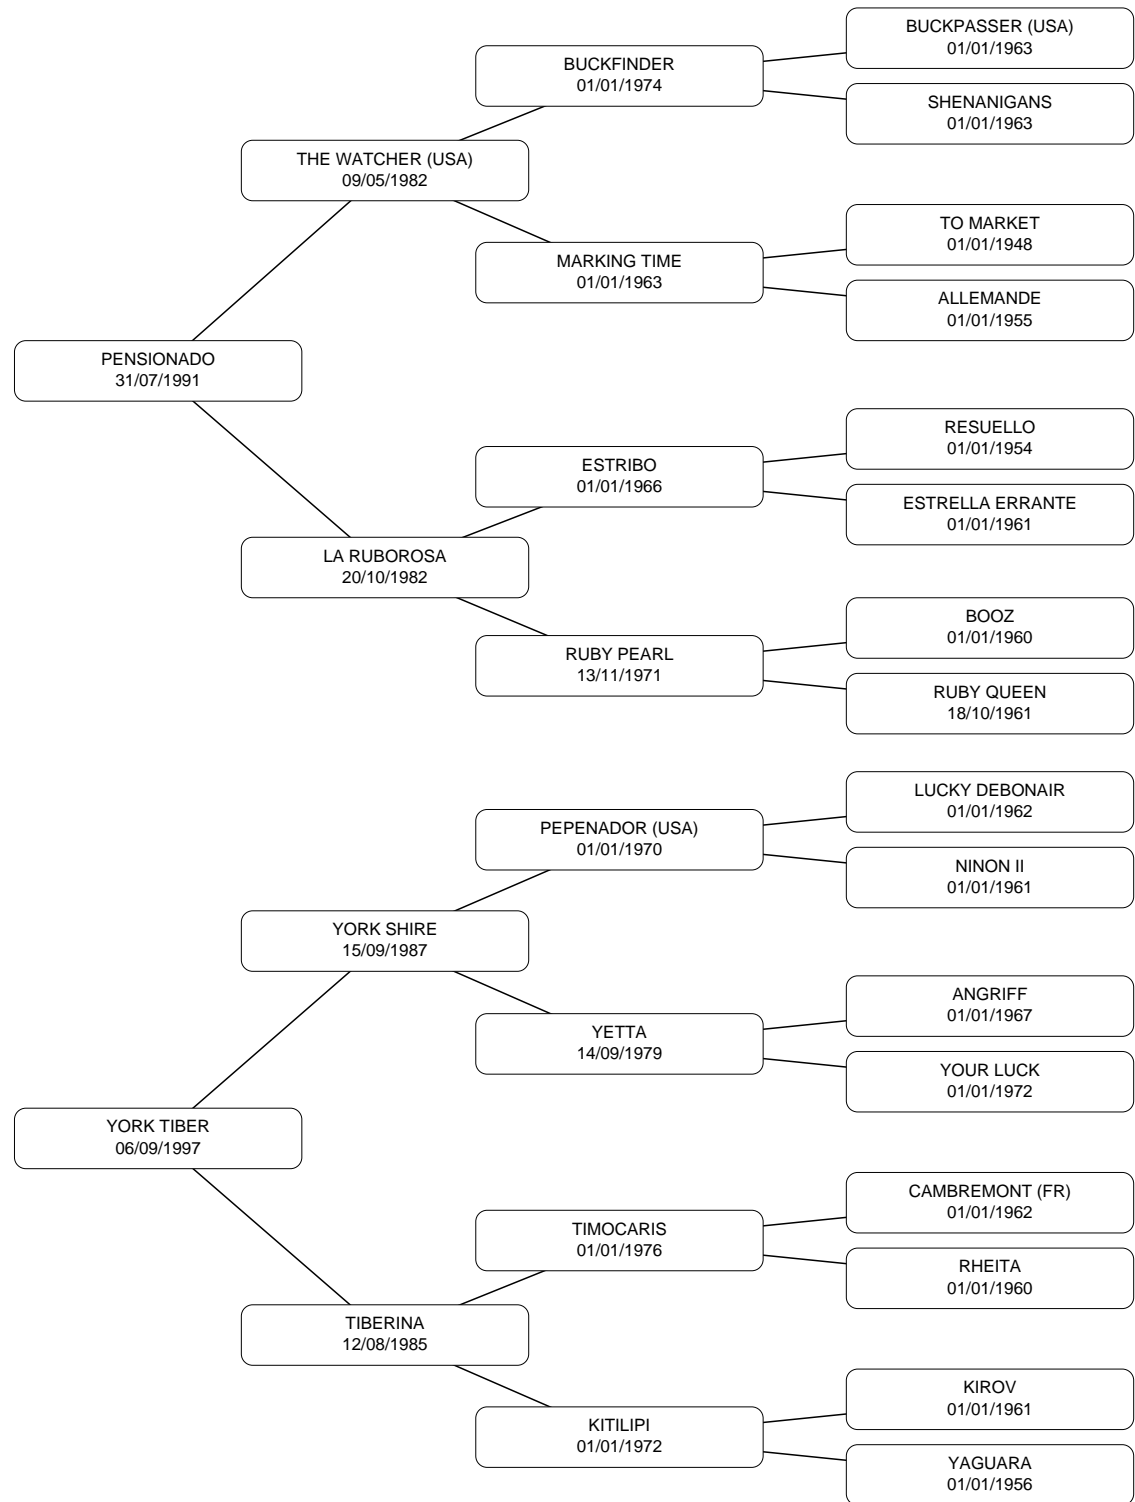 BUCKPASSER (USA)
01/01/1963
BUCKFINDER
01/01/1974
SHENANIGANS
01/01/1963
THE WATCHER (USA)
09/05/1982
TO MARKET
01/01/1948
MARKING TIME
01/01/1963
ALLEMANDE
01/01/1955
PENSIONADO
31/07/1991
RESUELLO
01/01/1954
ESTRIBO
01/01/1966
ESTRELLA ERRANTE
01/01/1961
LA RUBOROSA
20/10/1982
BOOZ
01/01/1960
RUBY PEARL
13/11/1971
RUBY QUEEN
18/10/1961
LUCKY DEBONAIR
01/01/1962
PEPENADOR (USA)
01/01/1970
NINON II
01/01/1961
YORK SHIRE
15/09/1987
ANGRIFF
01/01/1967
YETTA
14/09/1979
YOUR LUCK
01/01/1972
YORK TIBER
06/09/1997
CAMBREMONT (FR)
01/01/1962
TIMOCARIS
01/01/1976
RHEITA
01/01/1960
TIBERINA
12/08/1985
KIROV
01/01/1961
KITILIPI
01/01/1972
YAGUARA
01/01/1956